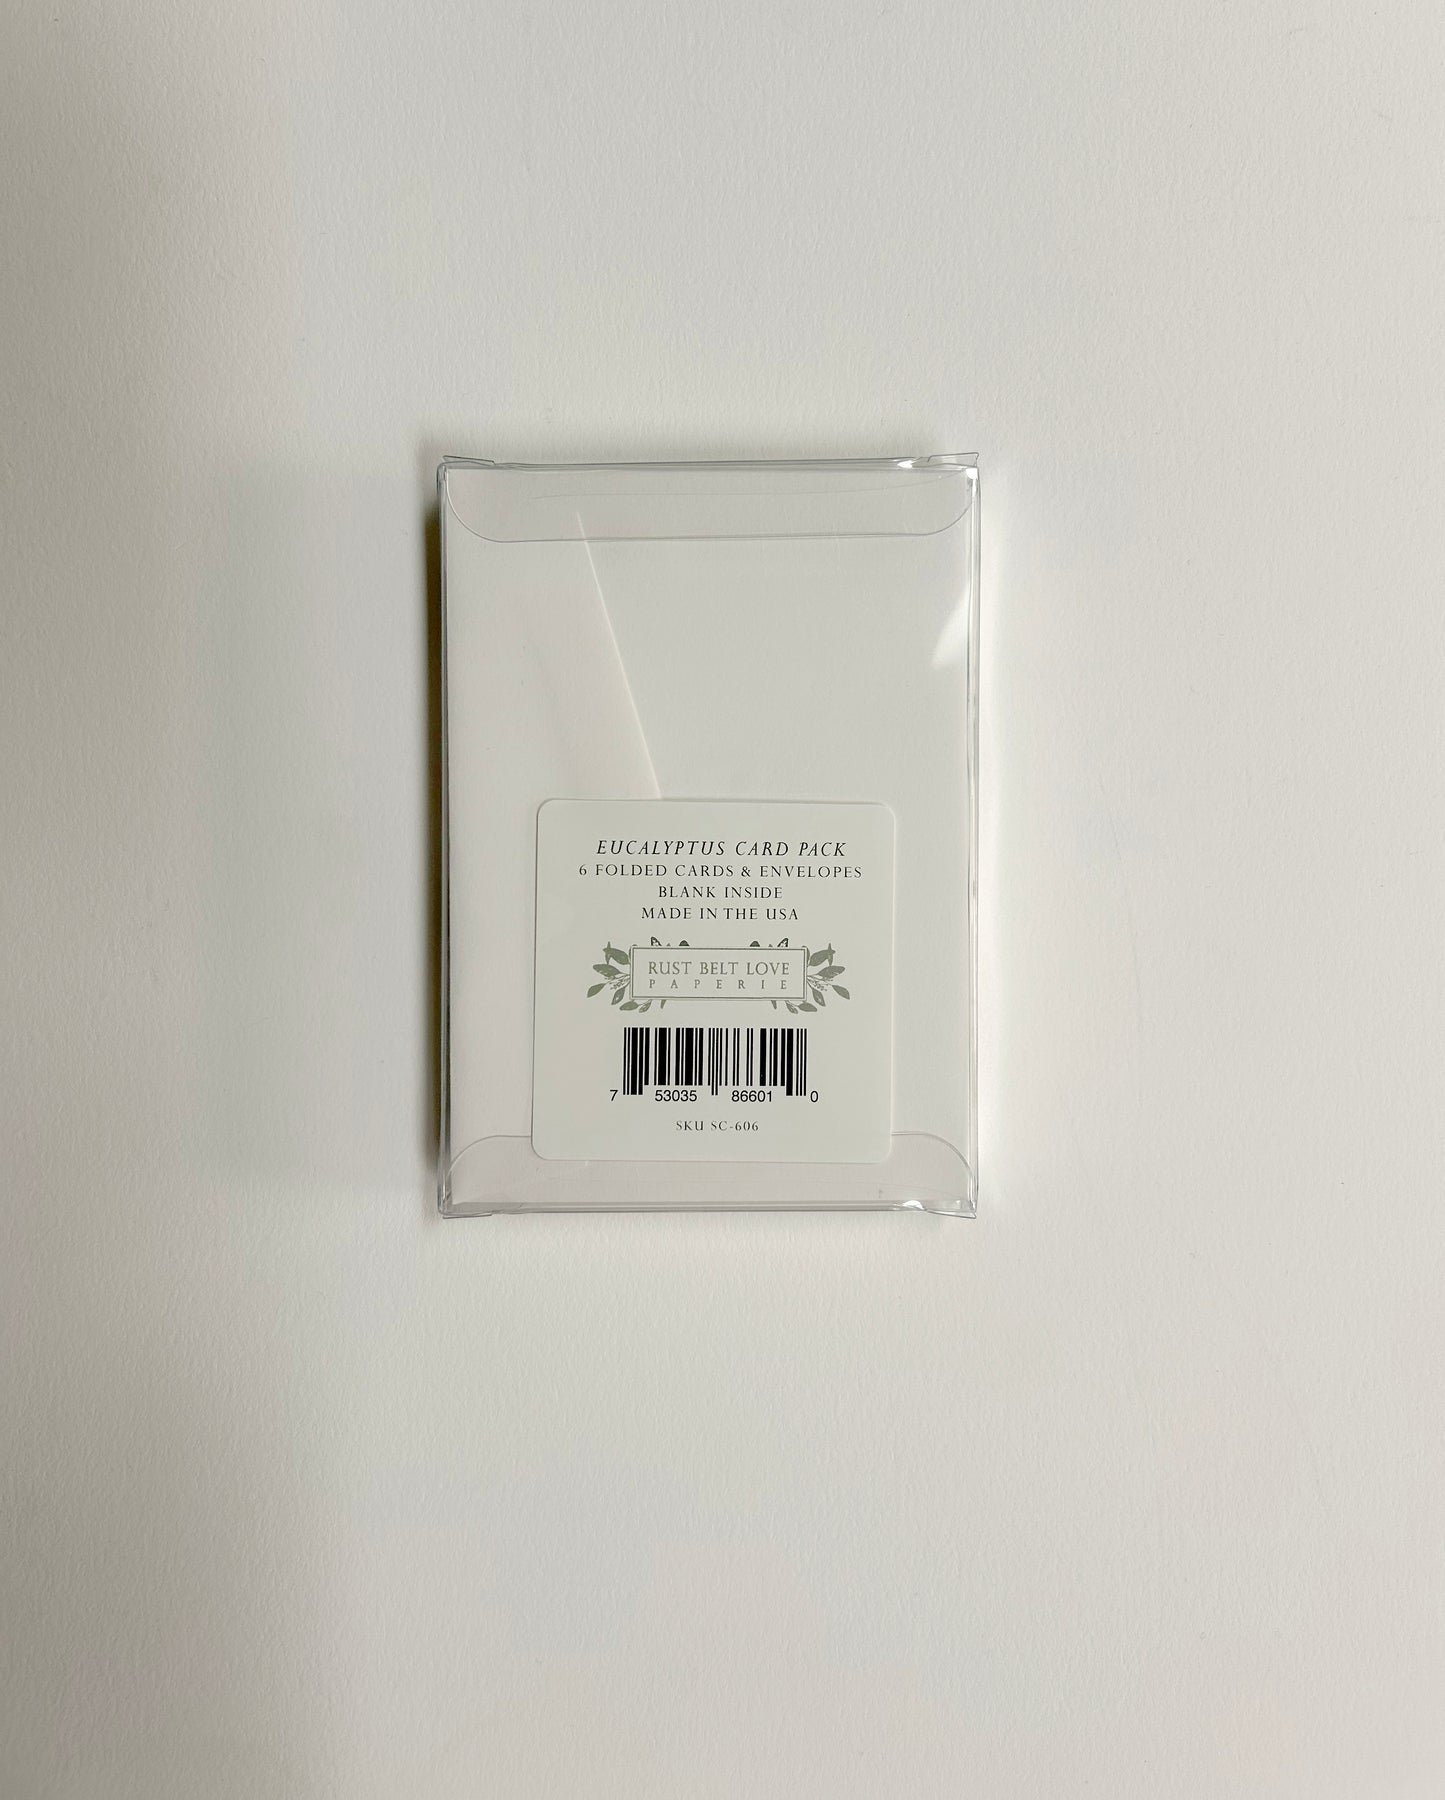 EUCALYPTUS CARD PACK
6 FOLDED CARDS & ENVELOPES
BLANK INSIDE
MADE IN THE USA
RUST BELT LOVE
PAPERIE
7 53035 86601 0
SKU SC-606